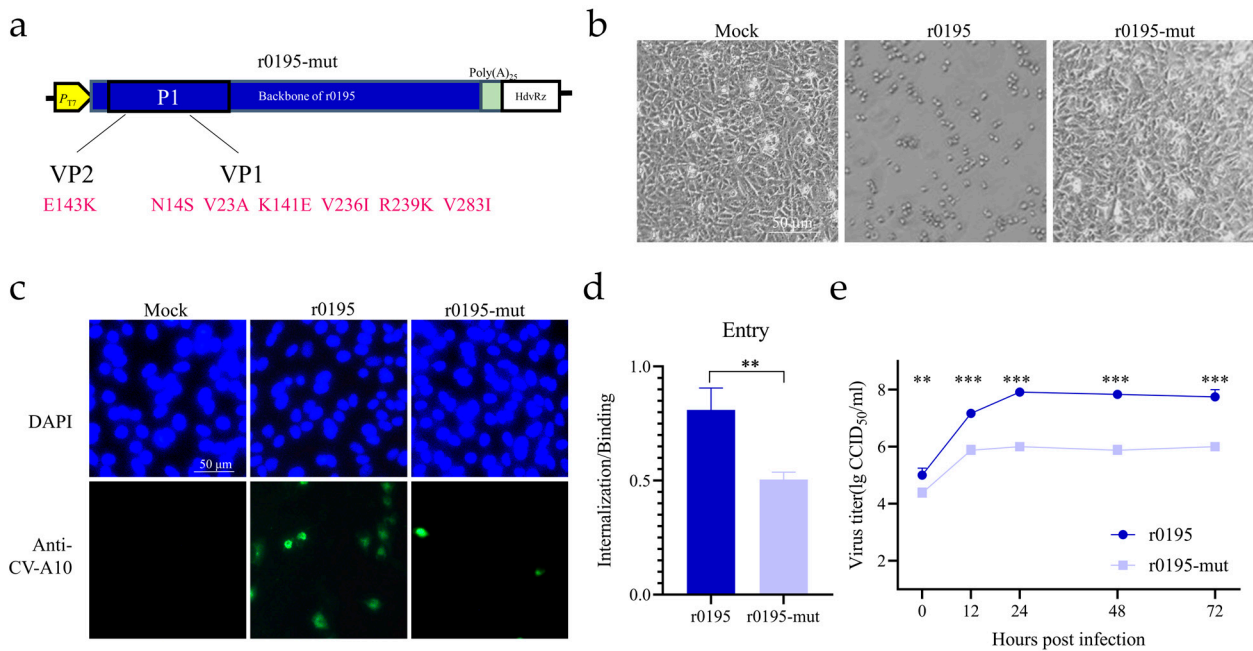 a
r0195-mut
Poly(A)25
PT7
P1
Backbone of r0195
HdvRz
VP2
VP1
E143K
N14S V23A K141E V236I R239K V283I
b
Mock
r0195
r0195-mut
50 μm
c
Mock
r0195
r0195-mut
DAPI
50 μm
Anti-
CV-A10
d
Entry
**
Internalization/Binding
1.0
0.5
0.0
r0195
r0195-mut
e
Virus titer(lg CCID50/ml)
** *** *** *** ***
8
6
4
2
r0195
r0195-mut
0 12 24 48 72
Hours post infection